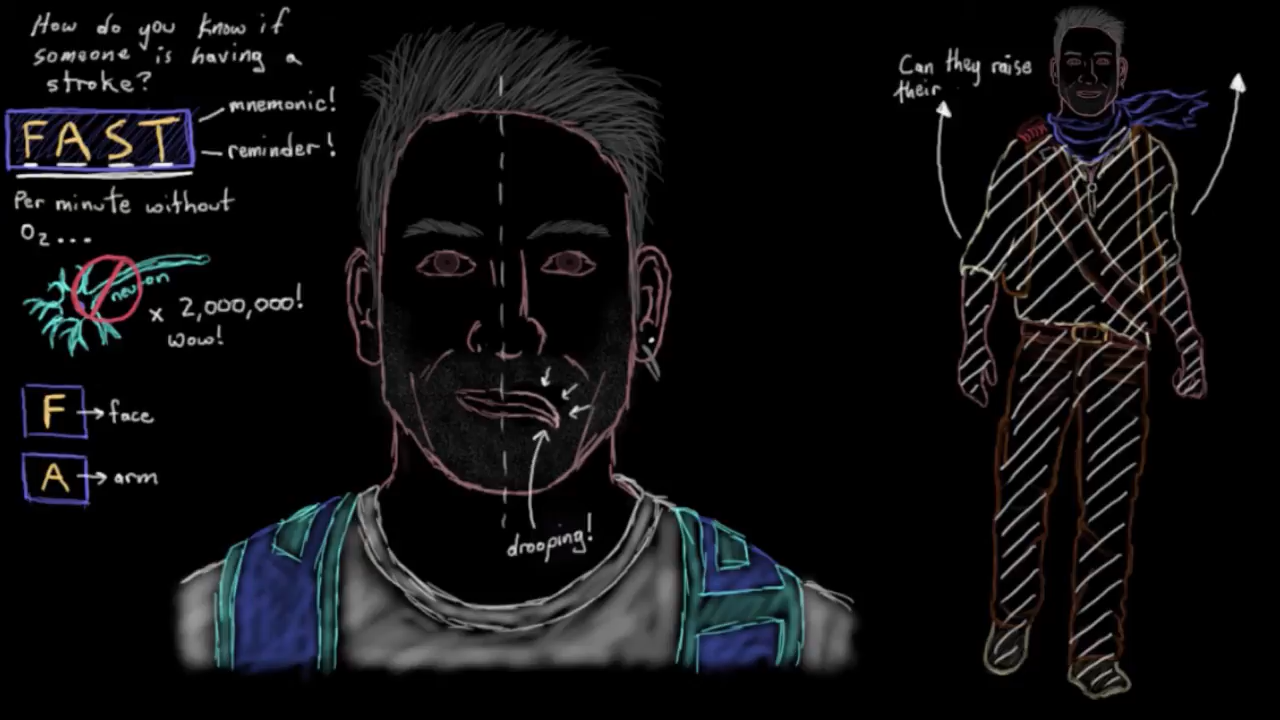 How do you know if
someone is having a
stroke?
FAST
mnemonic!
reminder!
Per minute without
O2...
neuron
x 2,000,000!
Wow!
F → face
A → arm
drooping!
Can they raise
their